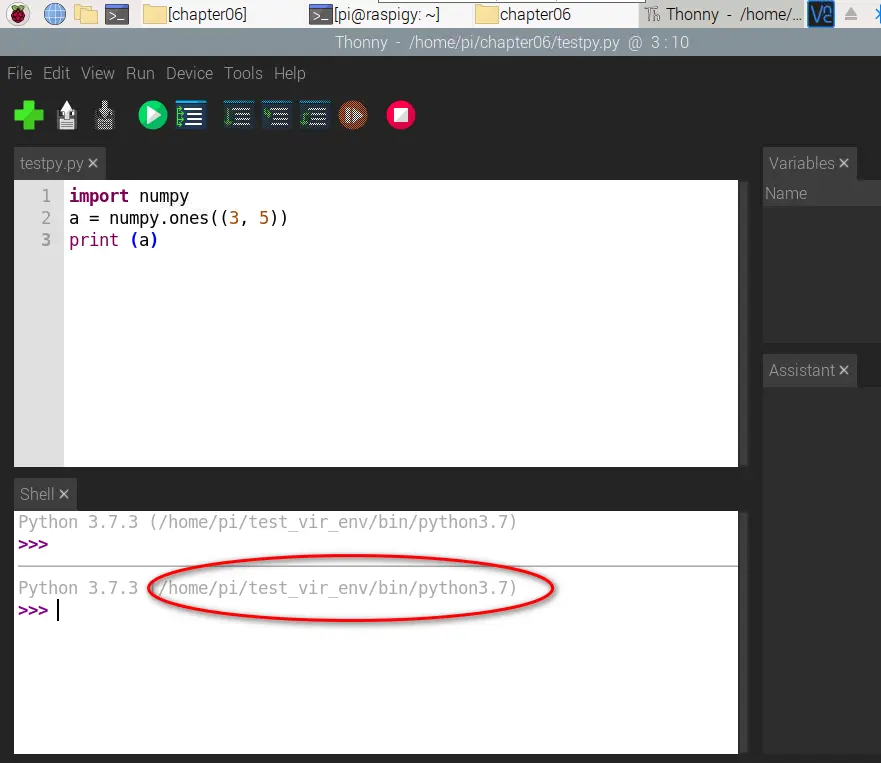 [chapter06]
[pi@raspigy: ~]
chapter06
Thonny - /home/...
V2
Thonny - /home/pi/chapter06/testpy.py @ 3 : 10
File Edit View Run Device Tools Help
testpy.py ×
Variables ×
Name
1 import numpy
2 a = numpy.ones((3, 5))
3 print (a)
Assistant ×
Shell ×
Python 3.7.3 (/home/pi/test_vir_env/bin/python3.7)
>>>
Python 3.7.3 (/home/pi/test_vir_env/bin/python3.7)
>>>